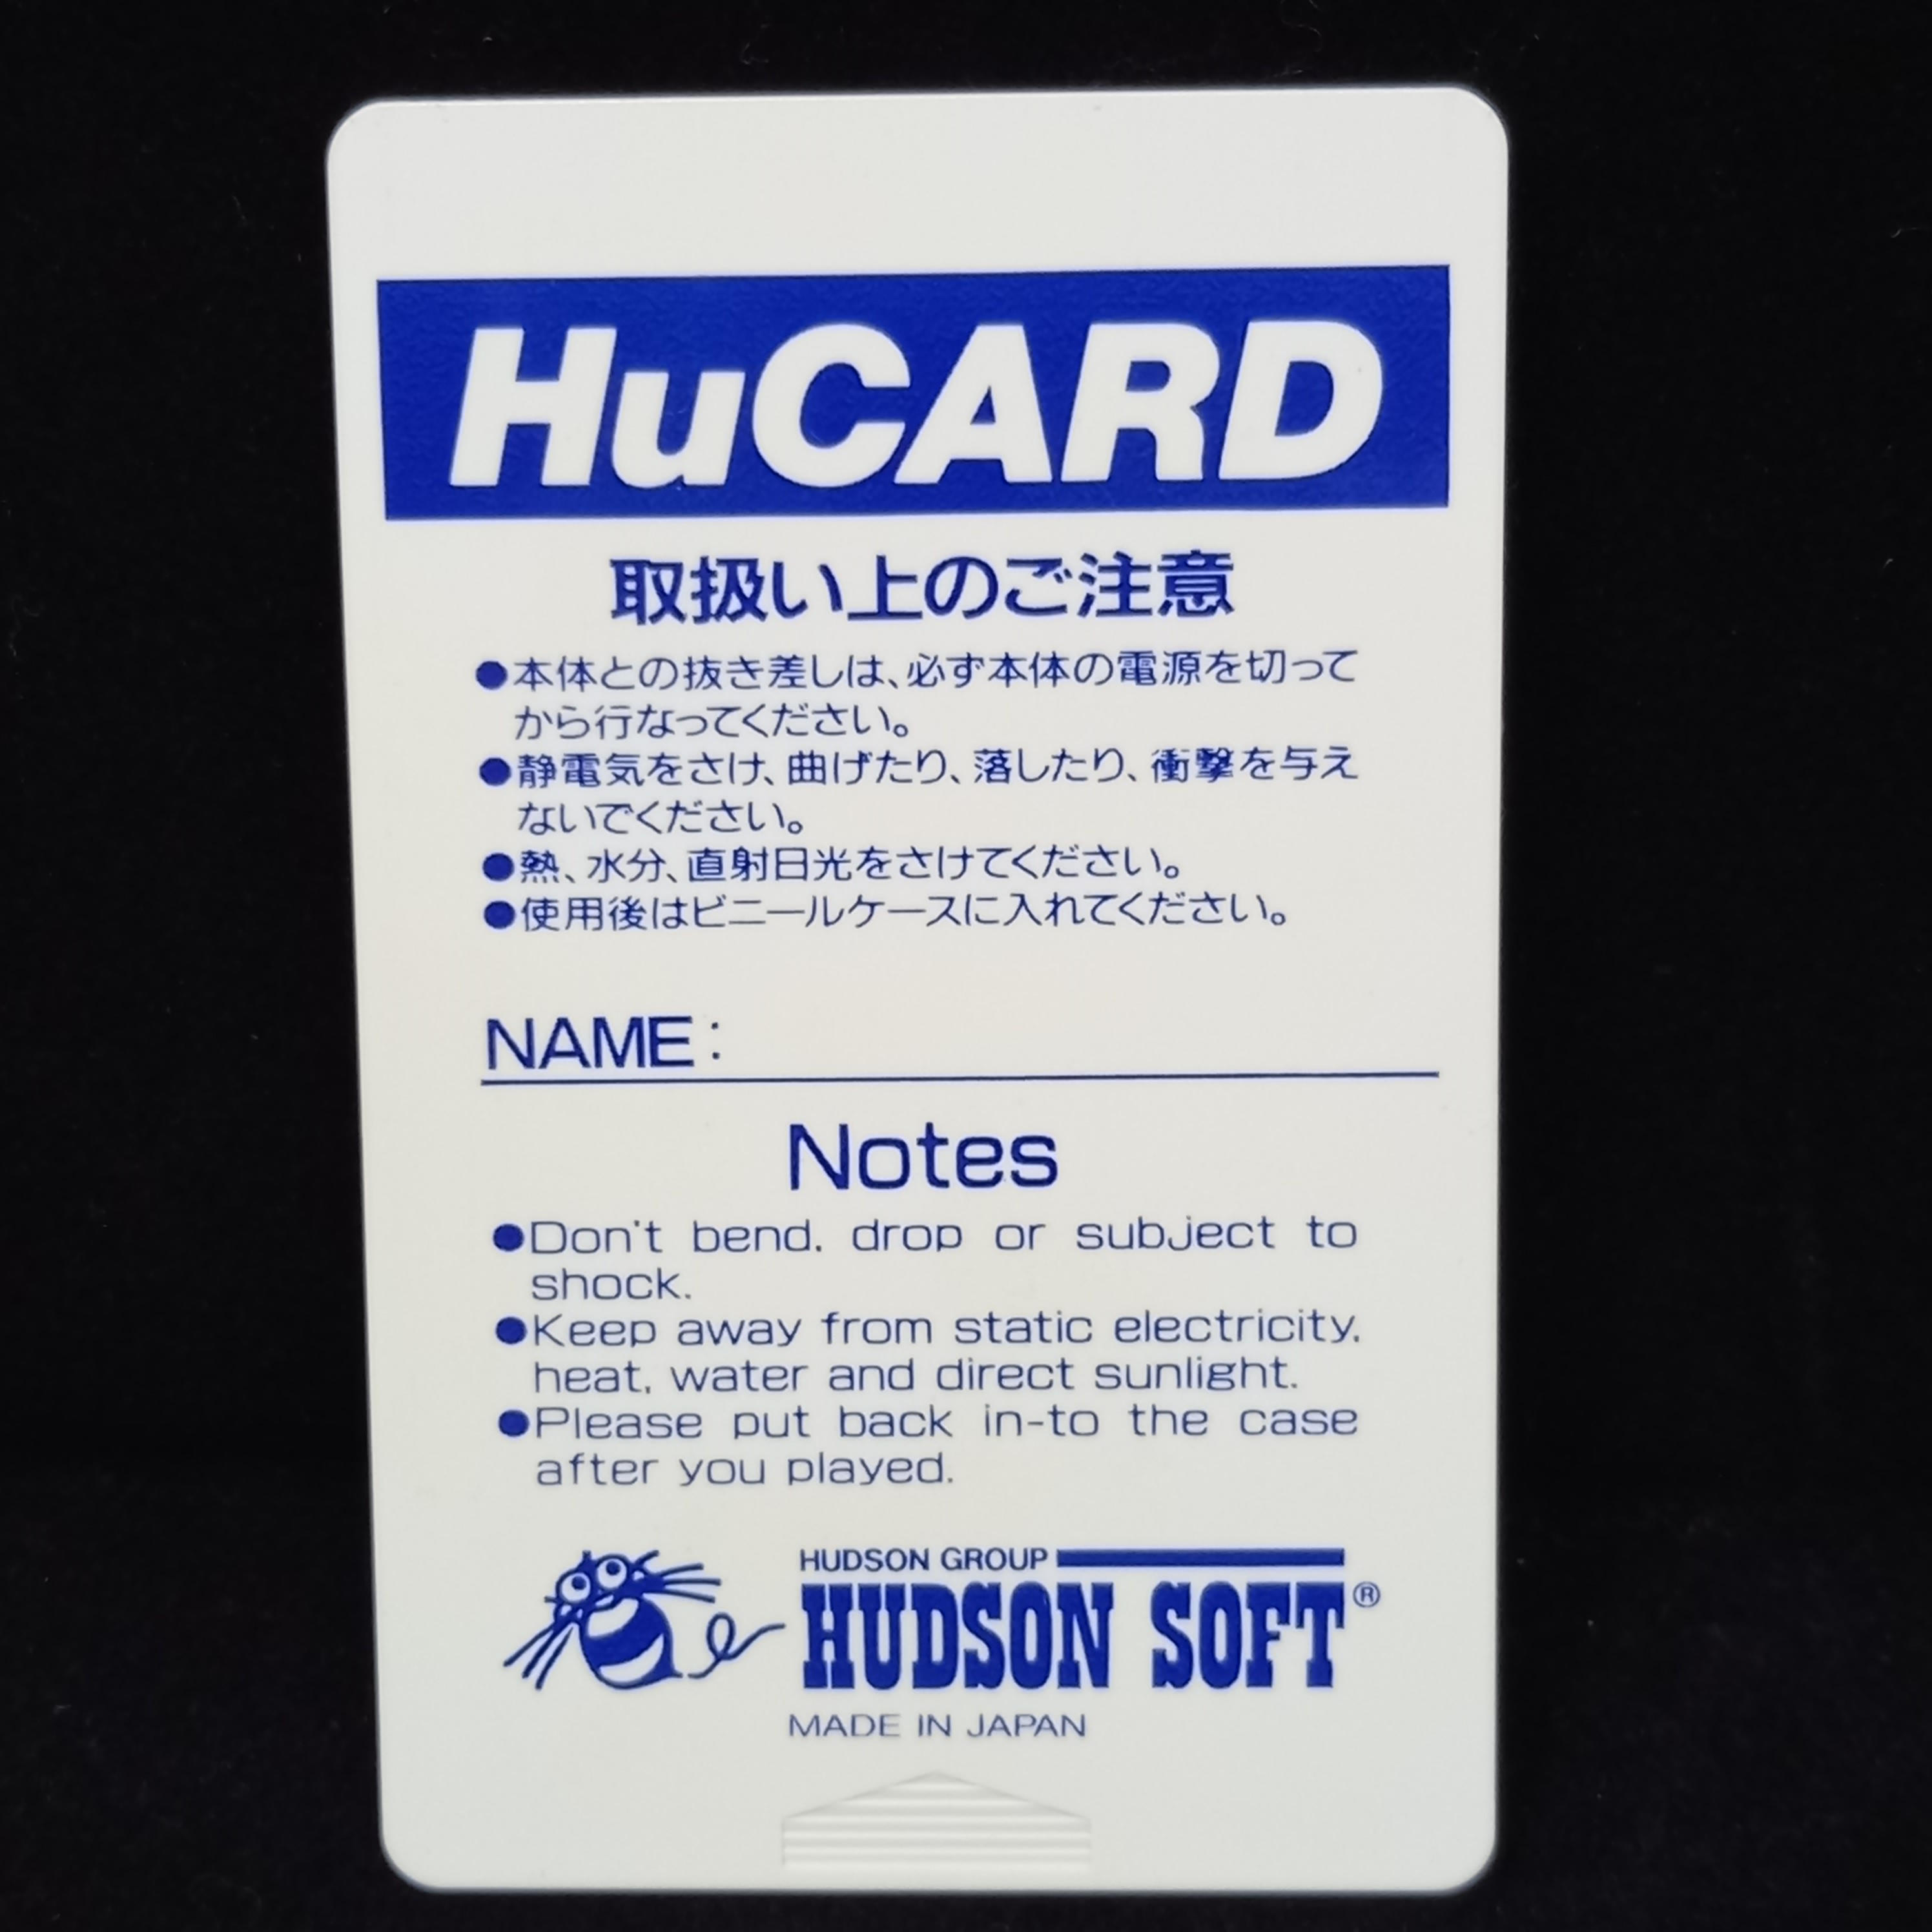 HuCARD
取扱い上のご注意
●本体との抜き差しは、必ず本体の電源を切って
から行なってください。
●静電気をさけ、曲げたり、落したり、衝撃を与え
ないでください。
●熱、水分、直射日光をさけてください。
●使用後はビニールケースに入れてください。
NAME:
Notes
●Don't bend, drop or subject to
shock.
●Keep away from static electricity,
heat, water and direct sunlight.
●Please put back in-to the case
after you played.
HUDSON GROUP
HUDSON SOFT®
MADE IN JAPAN